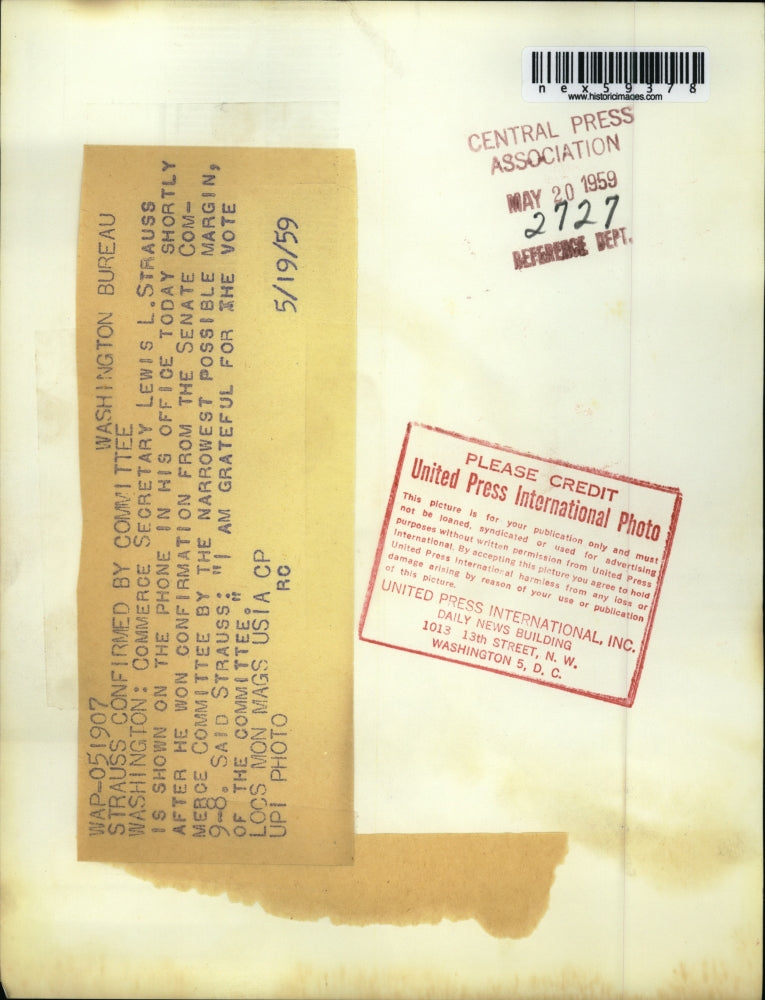 nex59378
www.historicimages.com
CENTRAL PRESS
ASSOCIATION
MAY 20 1959
2727
REFERENCE DEPT.
WAP-051907 WASHINGTON BUREAU
STRAUSS CONFIRMED BY COMMITTEE
WASHINGTON: COMMERCE SECRETARY LEWIS L. STRAUSS
IS SHOWN ON THE PHONE IN HIS OFFICE TODAY SHORTLY
AFTER HE WON CONFIRMATION FROM THE SENATE COM-
MERCE COMMITTEE BY THE NARROWEST POSSIBLE MARGIN,
9-8. SAID STRAUSS: "I AM GRATEFUL FOR THE VOTE
OF THE COMMITTEE."
LOCS MON MAGS USIA CP
UPI PHOTO RC 5/19/59
PLEASE CREDIT
United Press International Photo
This picture is for your publication only and must
not be loaned, syndicated or used for advertising
purposes without written permission from United Press
International. By accepting this picture you agree to hold
United Press International harmless from any loss or
damage arising by reason of your use or publication
of this picture.
UNITED PRESS INTERNATIONAL, INC.
DAILY NEWS BUILDING
1013 13th STREET, N. W.
WASHINGTON 5, D. C.